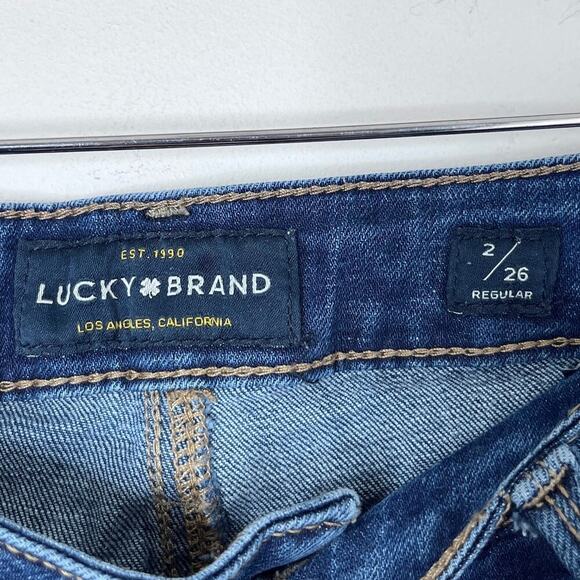 EST. 1990
LUCKY BRAND
LOS ANGLES, CALIFORNIA
2/26
REGULAR